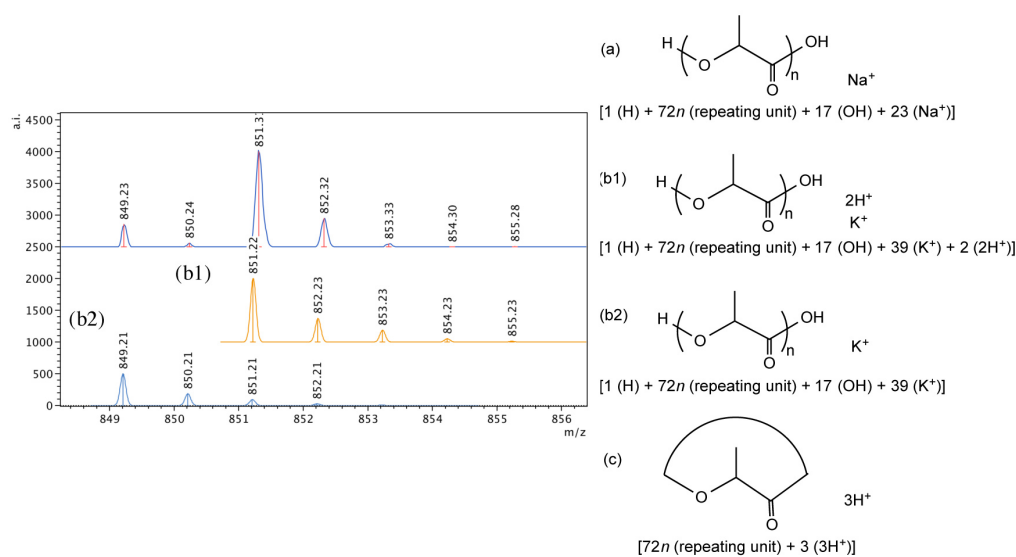 a.i.
4500
4000
3500
3000
2500
2000
1500
1000
500
0
849.23
850.24
851.3
852.32
853.33
854.30
855.28
(b1)
851.22
852.23
853.23
854.23
855.23
(b2)
849.21
850.21
851.21
852.21
849
850
851
852
853
854
855
856
m/z
(a)
H
O
O
n
OH
Na+
[1 (H) + 72n (repeating unit) + 17 (OH) + 23 (Na+)]
(b1)
H
O
O
n
OH
2H+
K+
[1 (H) + 72n (repeating unit) + 17 (OH) + 39 (K+) + 2 (2H+)]
(b2)
H
O
O
n
OH
K+
[1 (H) + 72n (repeating unit) + 17 (OH) + 39 (K+)]
(c)
O
O
3H+
[72n (repeating unit) + 3 (3H+)]